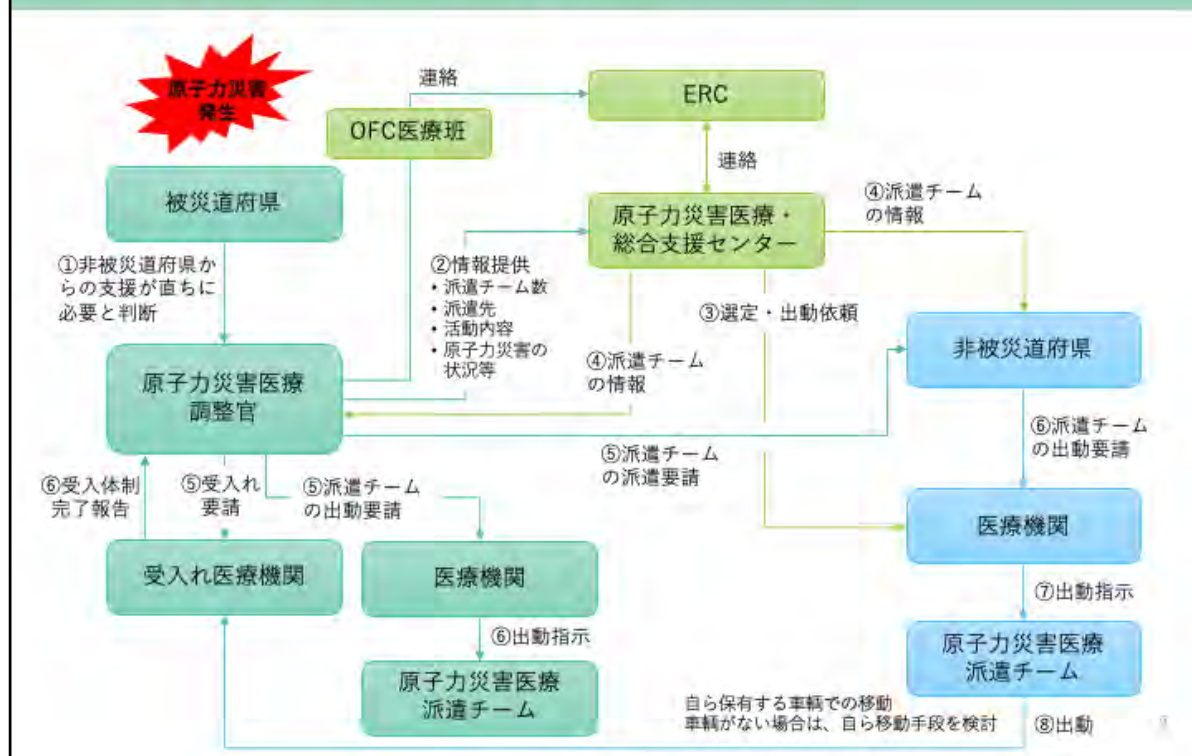 原子力災害
発生
連絡
ERC
OFC医療班
連絡
被災道府県
原子力災害医療・
総合支援センター
④派遣チーム
の情報
①非被災道府県か
らの支援が直ちに
必要と判断
②情報提供
・派遣チーム数
・派遣先
・活動内容
・原子力災害の
状況等
③選定・出動依頼
④派遣チーム
の情報
非被災道府県
原子力災害医療
調整官
⑤派遣チーム
の派遣要請
⑥派遣チーム
の出動要請
⑥受入体制
完了報告
⑤受入れ
要請
⑤派遣チーム
の出動要請
医療機関
受入れ医療機関
医療機関
⑦出動指示
⑥出動指示
原子力災害医療
派遣チーム
原子力災害医療
派遣チーム
自ら保有する車輌での移動
車輌がない場合は、自ら移動手段を検討
⑧出動
9